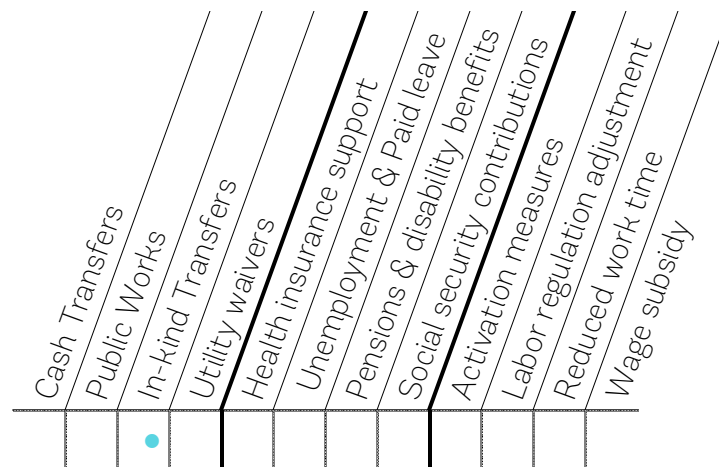 Cash Transfers
Public Works
In-kind Transfers
Utility waivers
Health insurance support
Unemployment & Paid leave
Pensions & disability benefits
Social security contributions
Activation measures
Labor regulation adjustment
Reduced work time
Wage subsidy